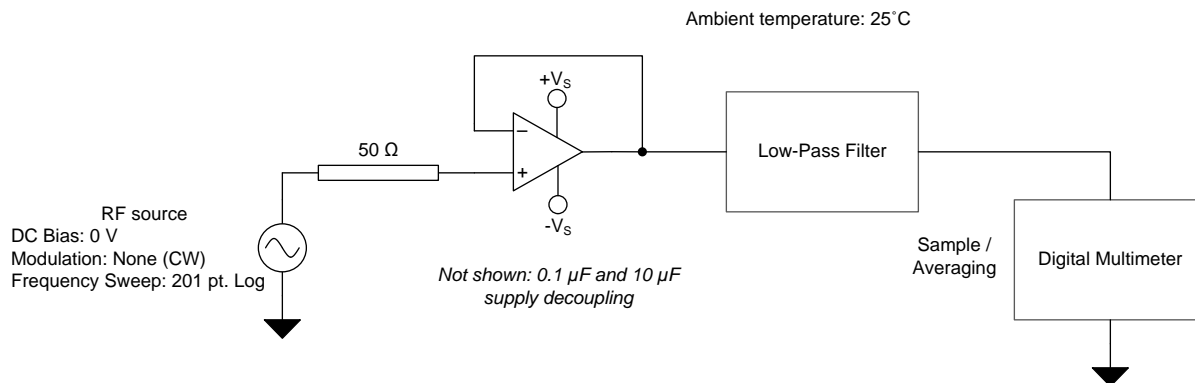 Ambient temperature: 25˚C
+VS
50 Ω
−
+
-VS
Low-Pass Filter
RF source
DC Bias: 0 V
Modulation: None (CW)
Frequency Sweep: 201 pt. Log
Not shown: 0.1 µF and 10 µF
supply decoupling
Sample /
Averaging
Digital Multimeter